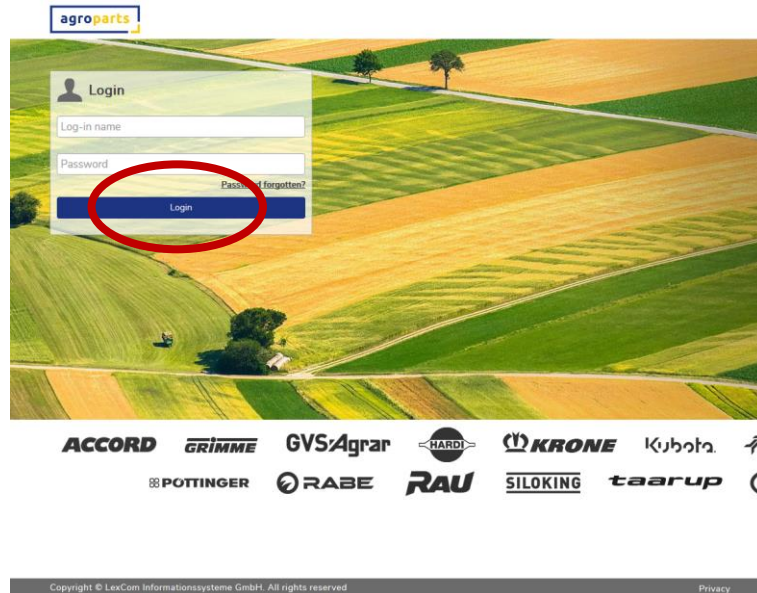 agroparts
Login
Log-in name
Password
Password forgotten?
Login
ACCORD GRIMME GVS:Agrar HARDI KRONE Kubota
PÖTTINGER RABE RAU SILOKING taarup
Copyright © LexCom Informationssysteme GmbH. All rights reserved Privacy